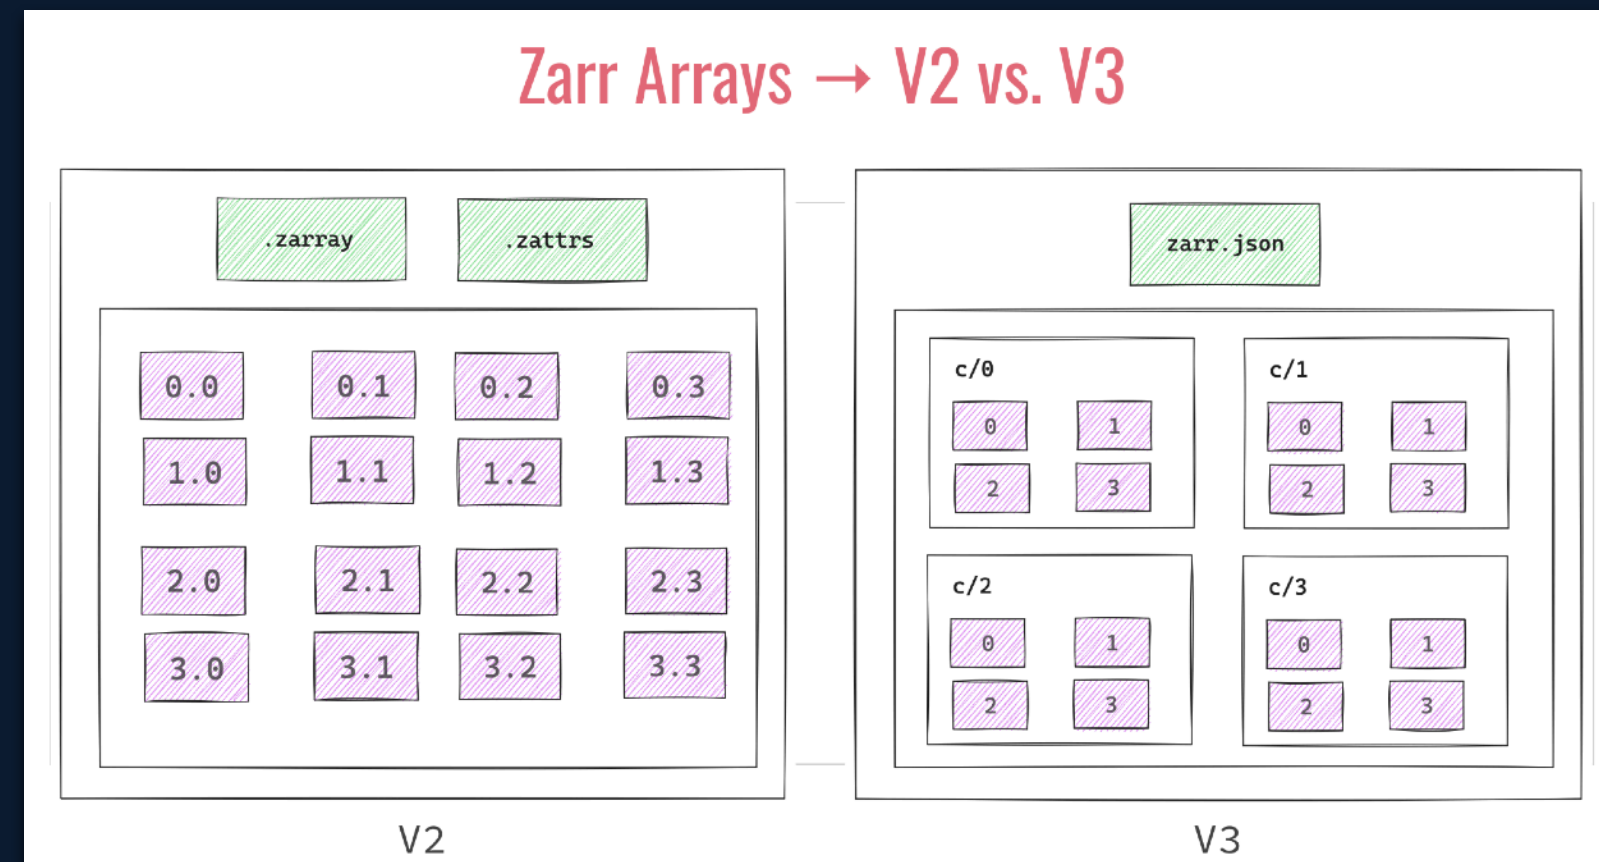 Zarr Arrays → V2 vs. V3
.zarray .zattrs
0.0 0.1 0.2 0.3
1.0 1.1 1.2 1.3
2.0 2.1 2.2 2.3
3.0 3.1 3.2 3.3
V2
zarr.json
c/0
0 1
2 3
c/1
0 1
2 3
c/2
0 1
2 3
c/3
0 1
2 3
V3